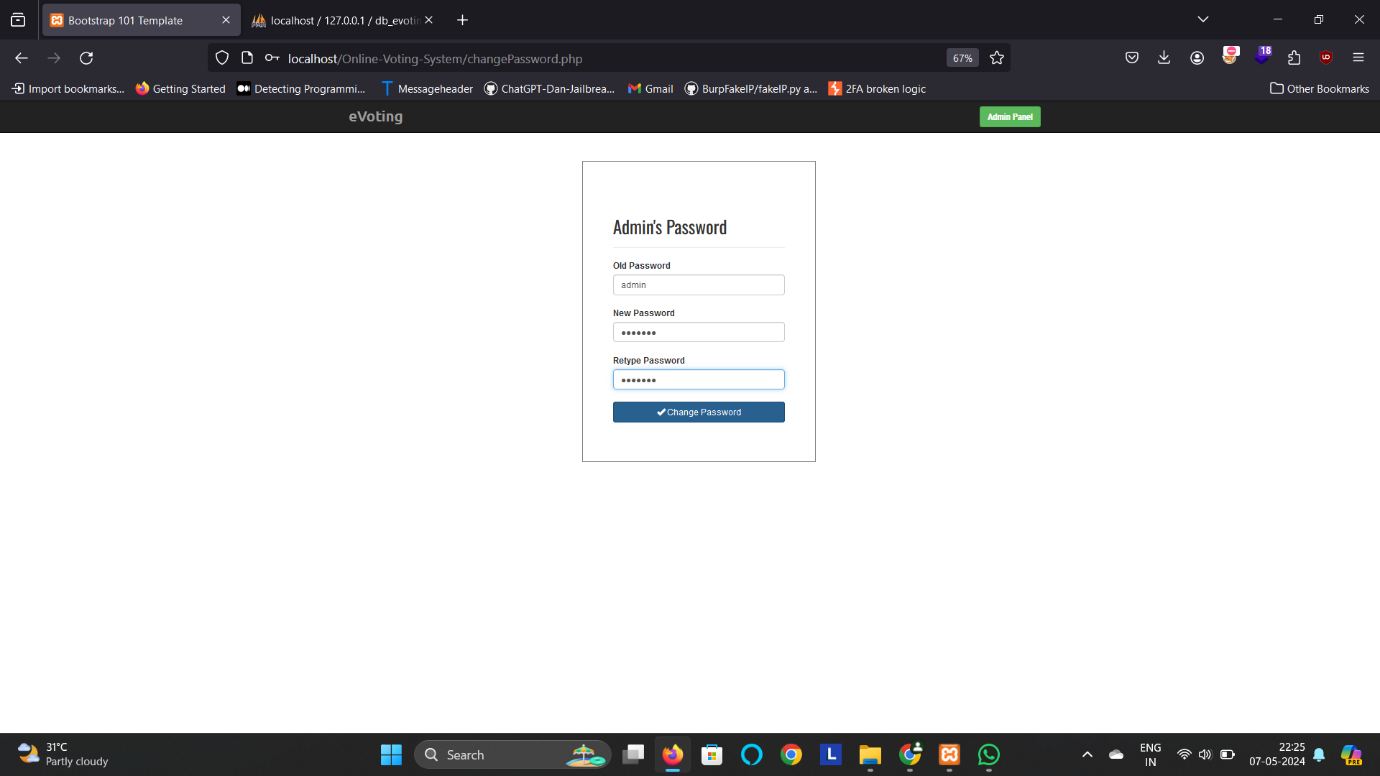 Bootstrap 101 Template
localhost / 127.0.0.1 / db_evotin
localhost/Online-Voting-System/changePassword.php
67%
18
Import bookmarks...
Getting Started
Detecting Programmi...
Messageheader
ChatGPT-Dan-Jailbrea...
Gmail
BurpFakeIP/fakeIP.py a...
2FA broken logic
Other Bookmarks
eVoting
Admin Panel
Admin's Password
Old Password
admin
New Password
•••••••
Retype Password
•••••••
Change Password
31°C
Partly cloudy
Search
L
ENG
IN
22:25
07-05-2024
PRE